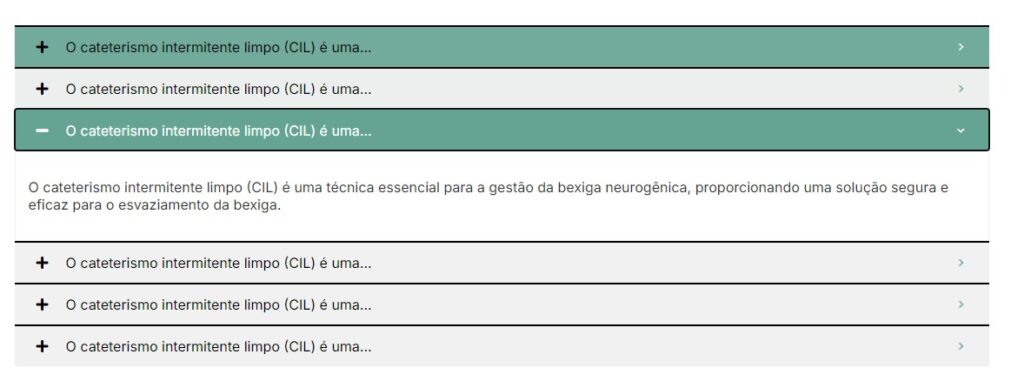 O cateterismo intermitente limpo (CIL) é uma...
O cateterismo intermitente limpo (CIL) é uma...
O cateterismo intermitente limpo (CIL) é uma...
O cateterismo intermitente limpo (CIL) é uma técnica essencial para a gestão da bexiga neurogênica, proporcionando uma solução segura e
eficaz para o esvaziamento da bexiga.
O cateterismo intermitente limpo (CIL) é uma...
O cateterismo intermitente limpo (CIL) é uma...
O cateterismo intermitente limpo (CIL) é uma...